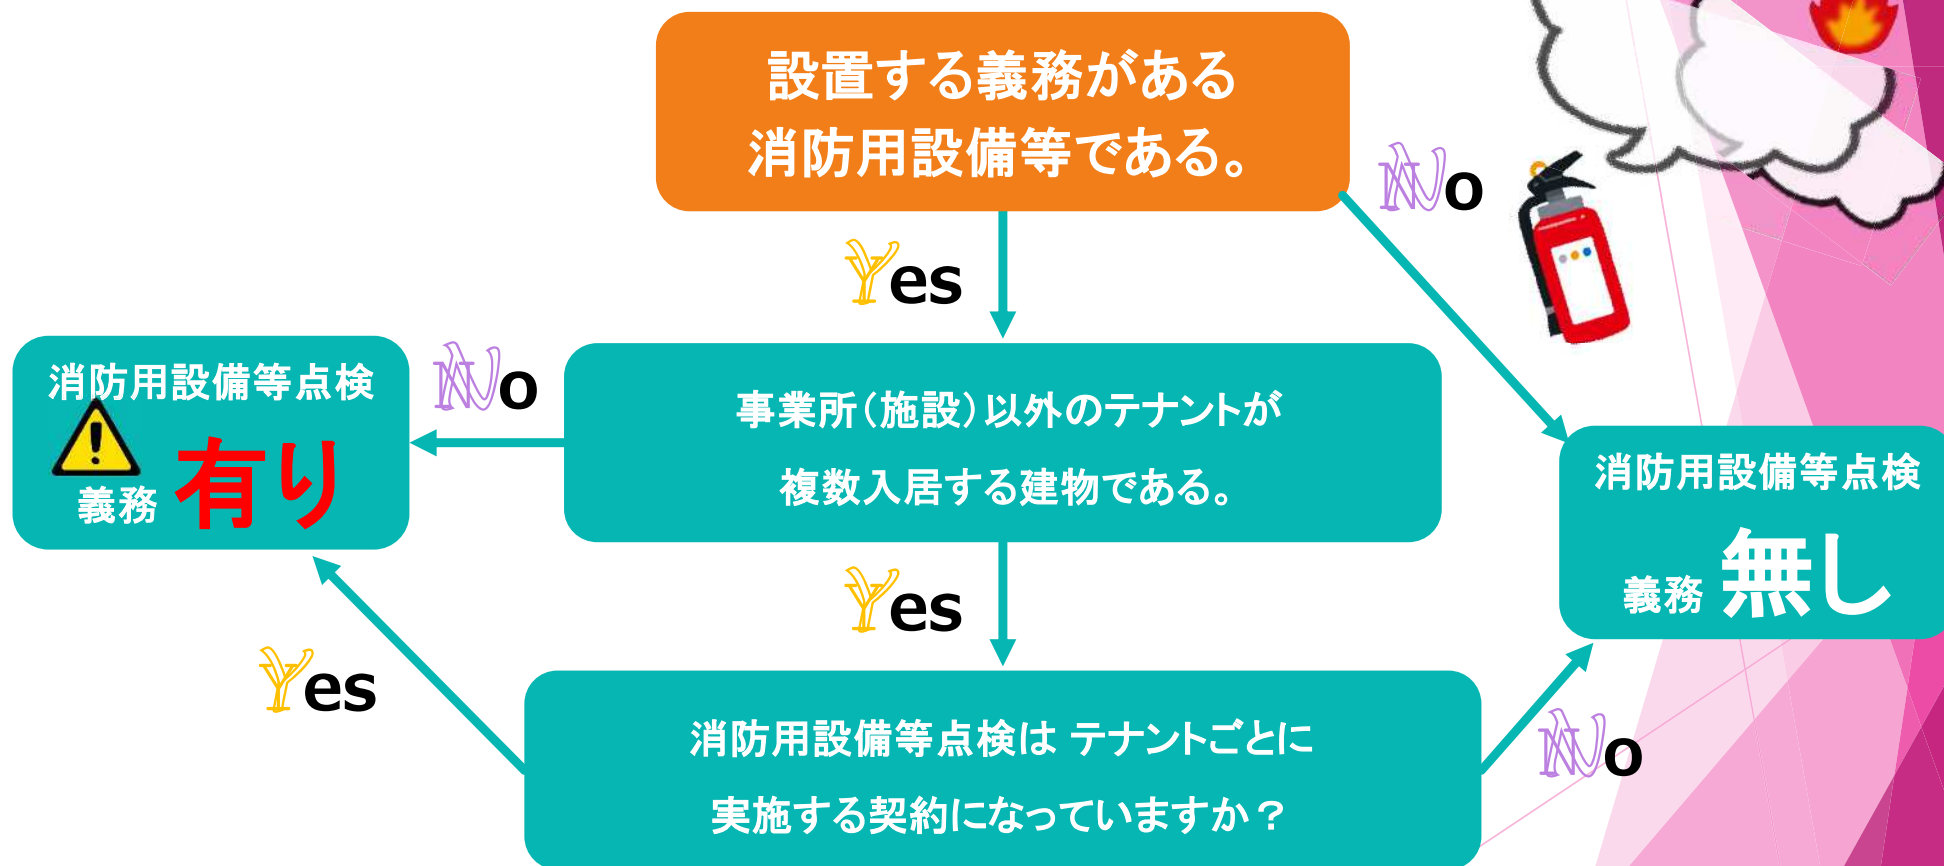 設置する義務がある
消防用設備等である。
No
Yes
消防用設備等点検
義務 有り
No
事業所（施設）以外のテナントが
複数入居する建物である。
消防用設備等点検
義務 無し
Yes
Yes
消防用設備等点検は テナントごとに
実施する契約になっていますか？
No